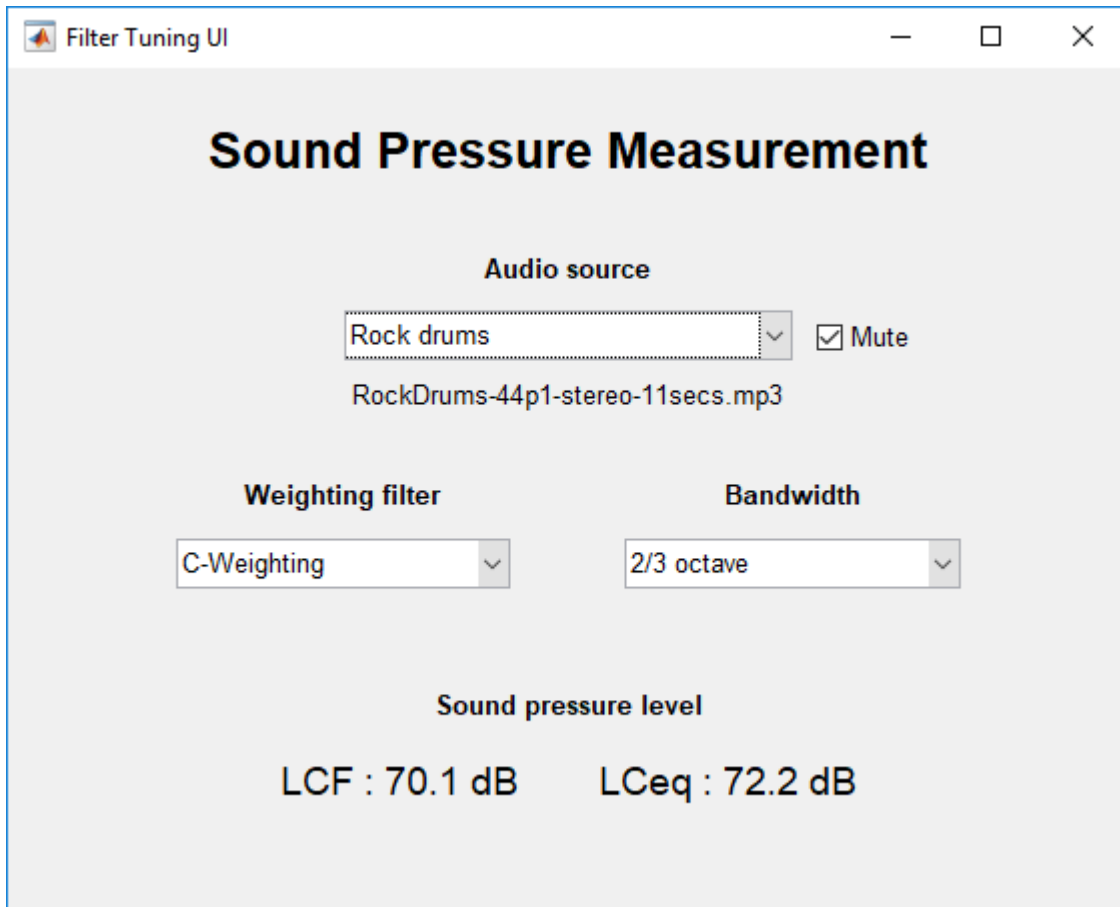 Filter Tuning UI
Sound Pressure Measurement
Audio source
Rock drums
Mute
RockDrums-44p1-stereo-11secs.mp3
Weighting filter
Bandwidth
C-Weighting
2/3 octave
Sound pressure level
LCF : 70.1 dB
LCeq : 72.2 dB